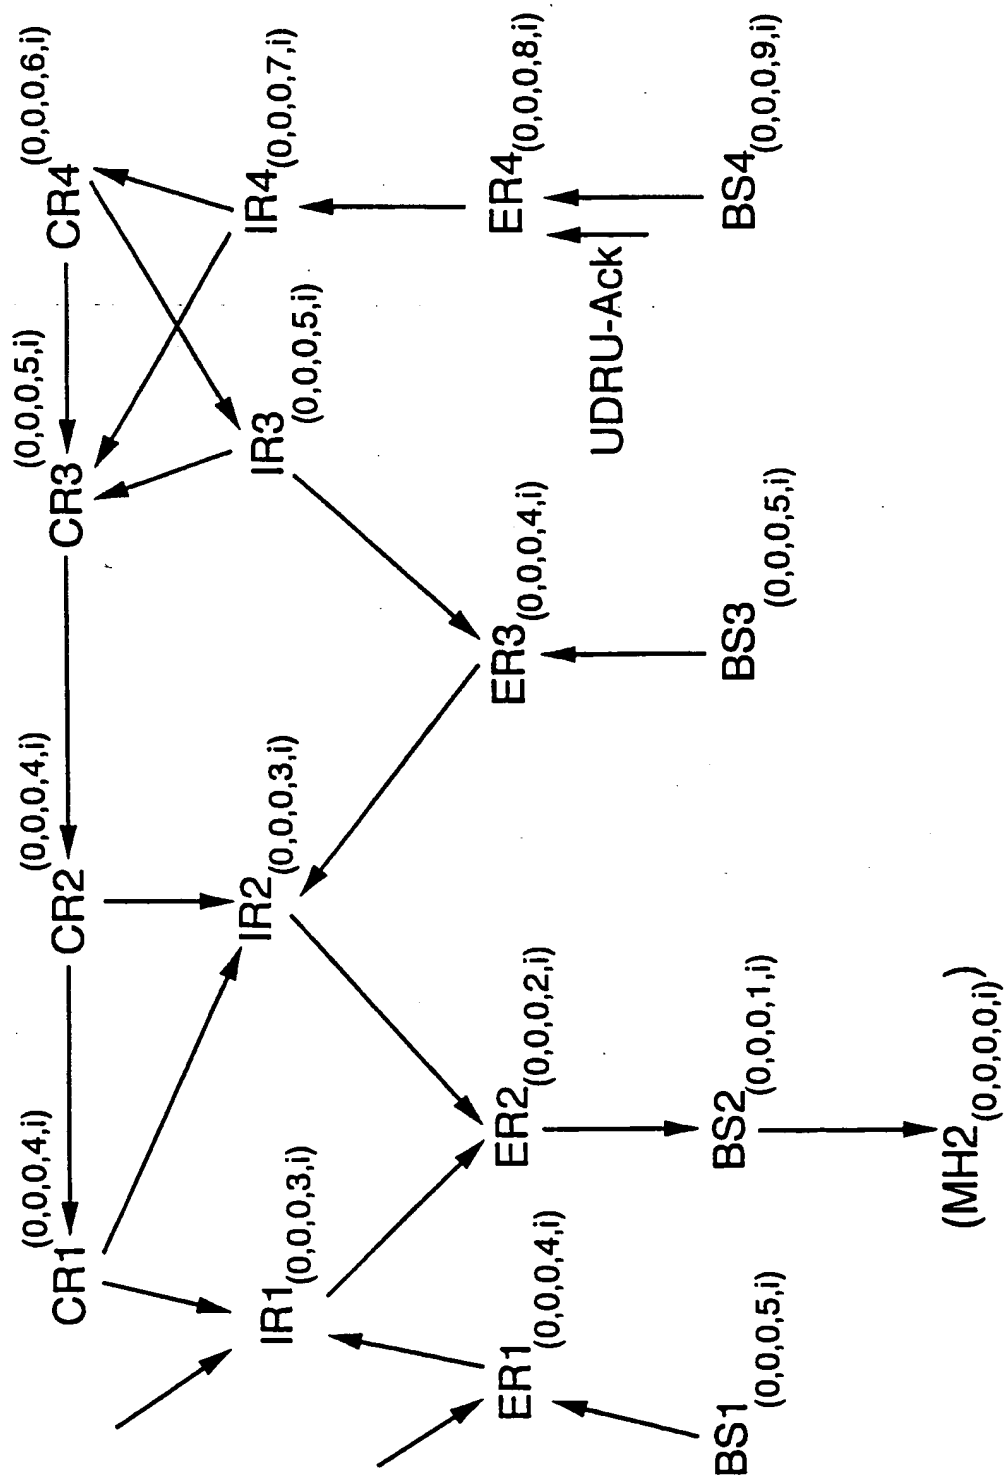 CR1 (0,0,0,4,i)
CR2 (0,0,0,4,i)
CR3 (0,0,0,5,i)
CR4 (0,0,0,6,i)
IR1 (0,0,0,3,i)
IR2 (0,0,0,3,i)
IR3 (0,0,0,5,i)
IR4 (0,0,0,7,i)
ER1 (0,0,0,4,i)
ER2 (0,0,0,2,i)
ER3 (0,0,0,4,i)
ER4 (0,0,0,8,i)
UDRU-Ack
BS1 (0,0,0,5,i)
BS2 (0,0,0,1,i)
BS3 (0,0,0,5,i)
BS4 (0,0,0,9,i)
(MH2 (0,0,0,0,i))